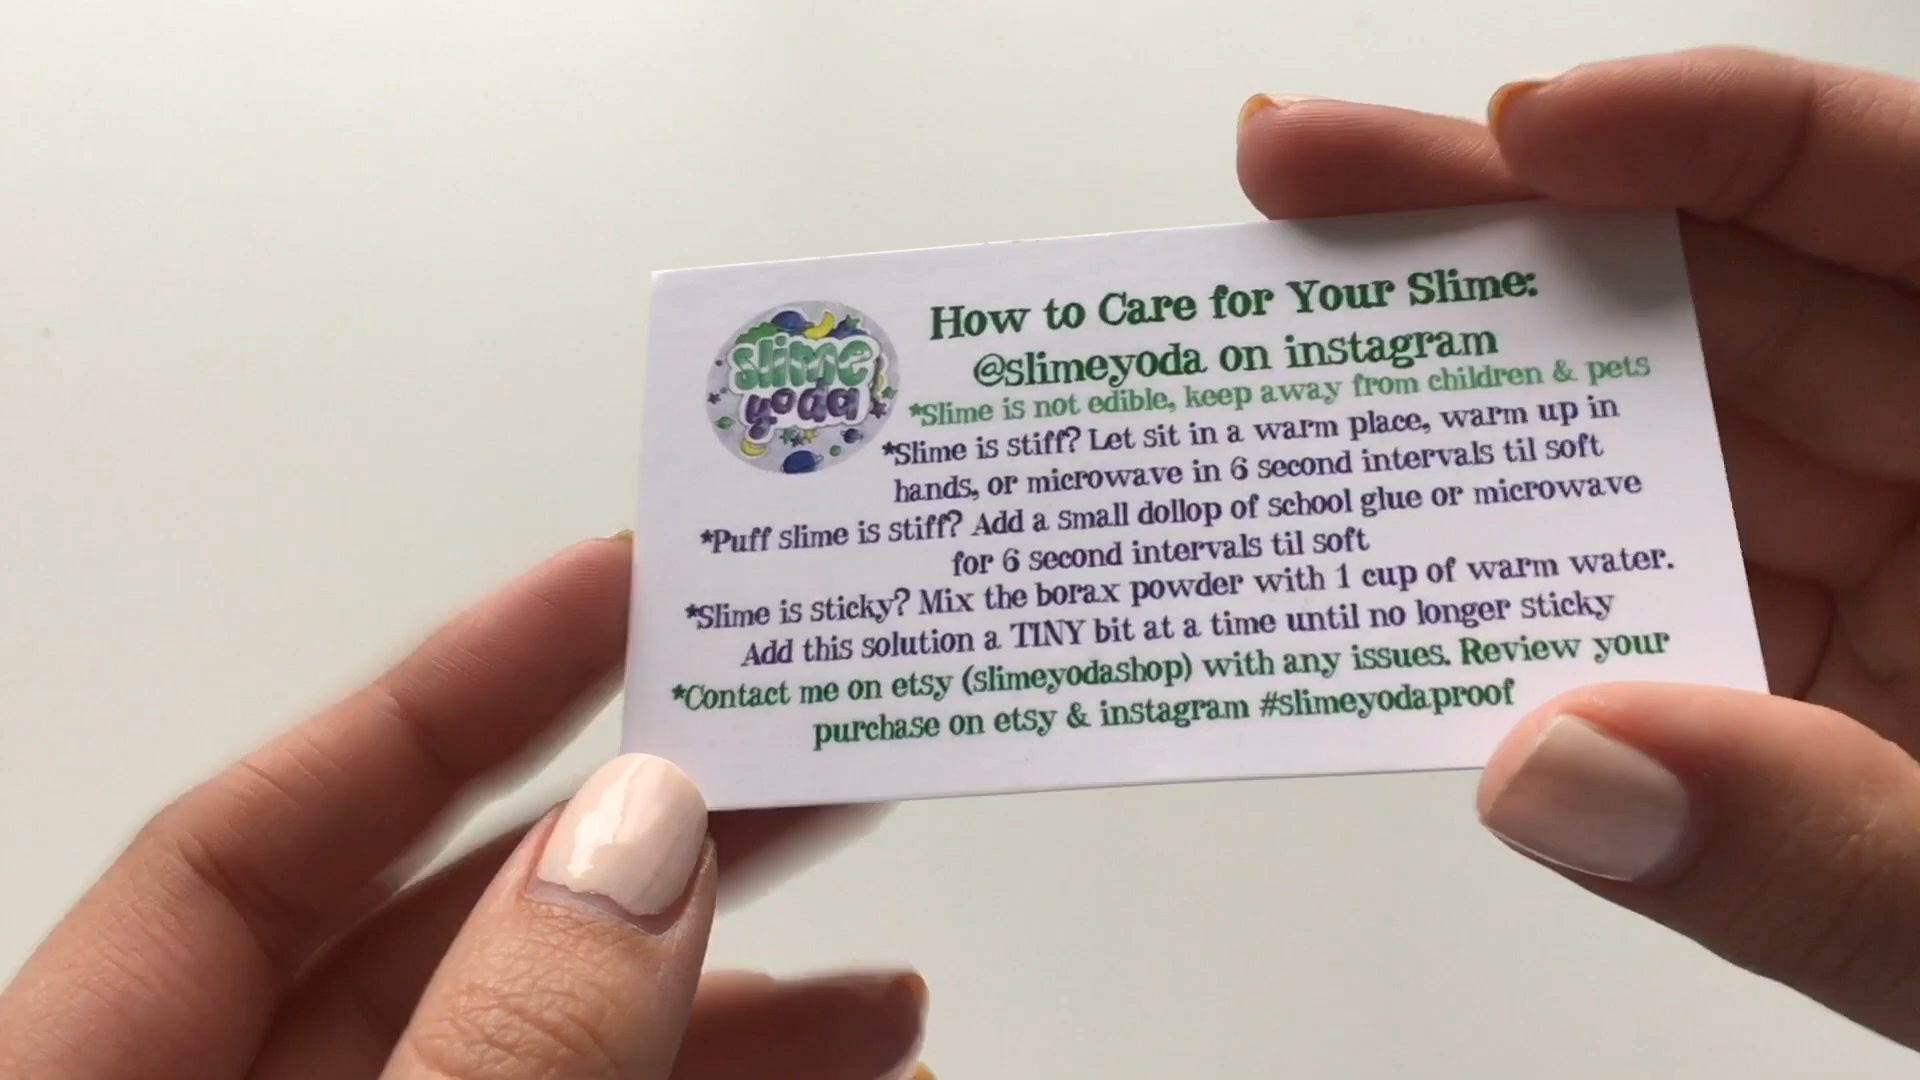 slime
yoda
How to Care for Your Slime:
@slimeyoda on instagram
*Slime is not edible, keep away from children & pets
*Slime is stiff? Let sit in a warm place, warm up in
hands, or microwave in 6 second intervals til soft
*Puff slime is stiff? Add a small dollop of school glue or microwave
for 6 second intervals til soft
*Slime is sticky? Mix the borax powder with 1 cup of warm water.
Add this solution a TINY bit at a time until no longer sticky
*Contact me on etsy (slimeyodashop) with any issues. Review your
purchase on etsy & instagram #slimeyodaproof